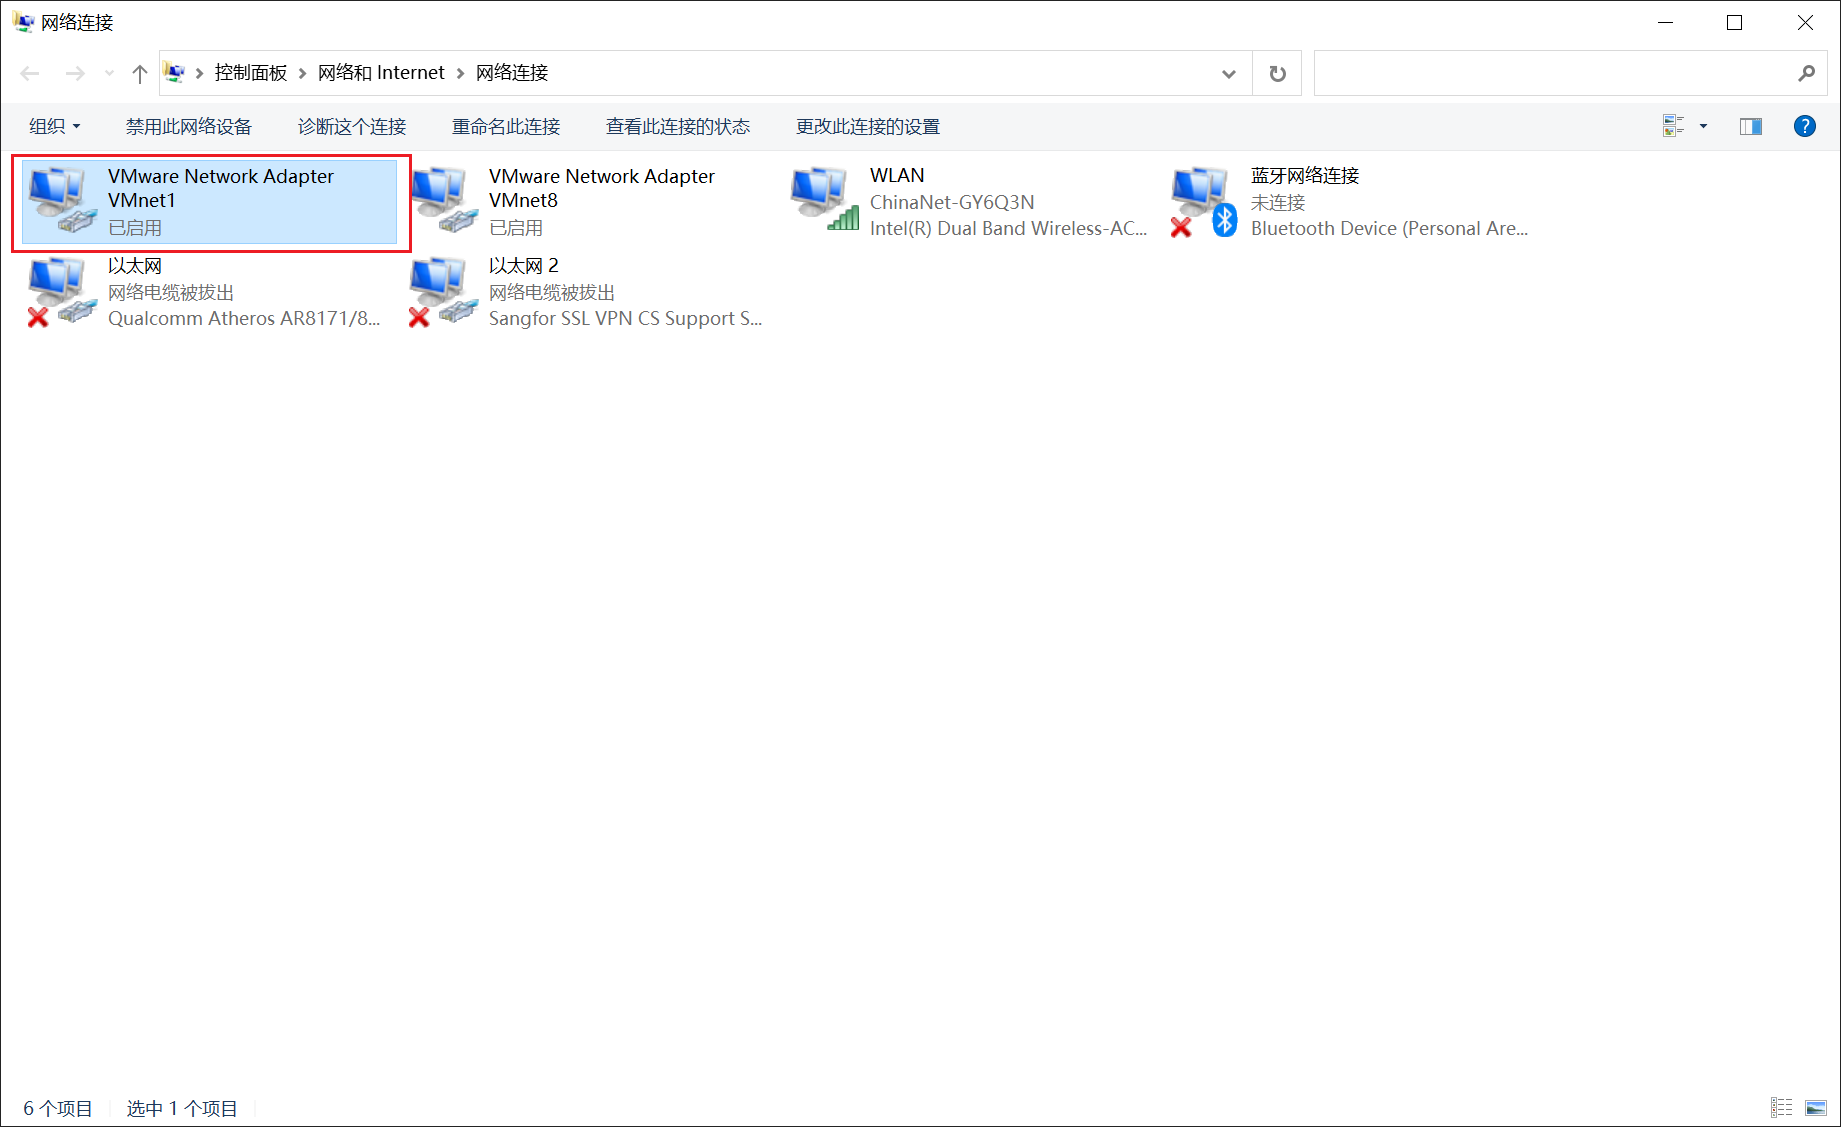 网络连接
控制面板 网络和 Internet 网络连接
组织 禁用此网络设备 诊断这个连接 重命名此连接 查看此连接的状态 更改此连接的设置
VMware Network Adapter
VMnet1
已启用
VMware Network Adapter
VMnet8
已启用
WLAN
ChinaNet-GY6Q3N
Intel(R) Dual Band Wireless-AC...
蓝牙网络连接
未连接
Bluetooth Device (Personal Are...
以太网
网络电缆被拔出
Qualcomm Atheros AR8171/8...
以太网 2
网络电缆被拔出
Sangfor SSL VPN CS Support S...
6 个项目 选中 1 个项目